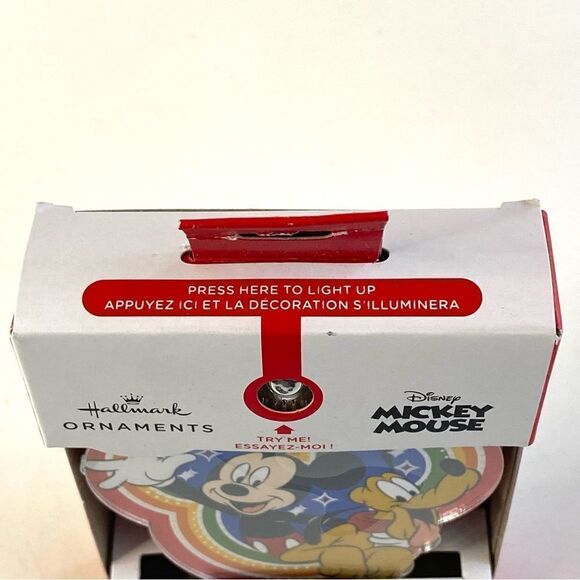 PRESS HERE TO LIGHT UP
APPUYEZ ICI ET LA DÉCORATION S'ILLUMINERA
Hallmark
ORNAMENTS
TRY ME!
ESSAYEZ-MOI !
Disney
MICKEY
MOUSE